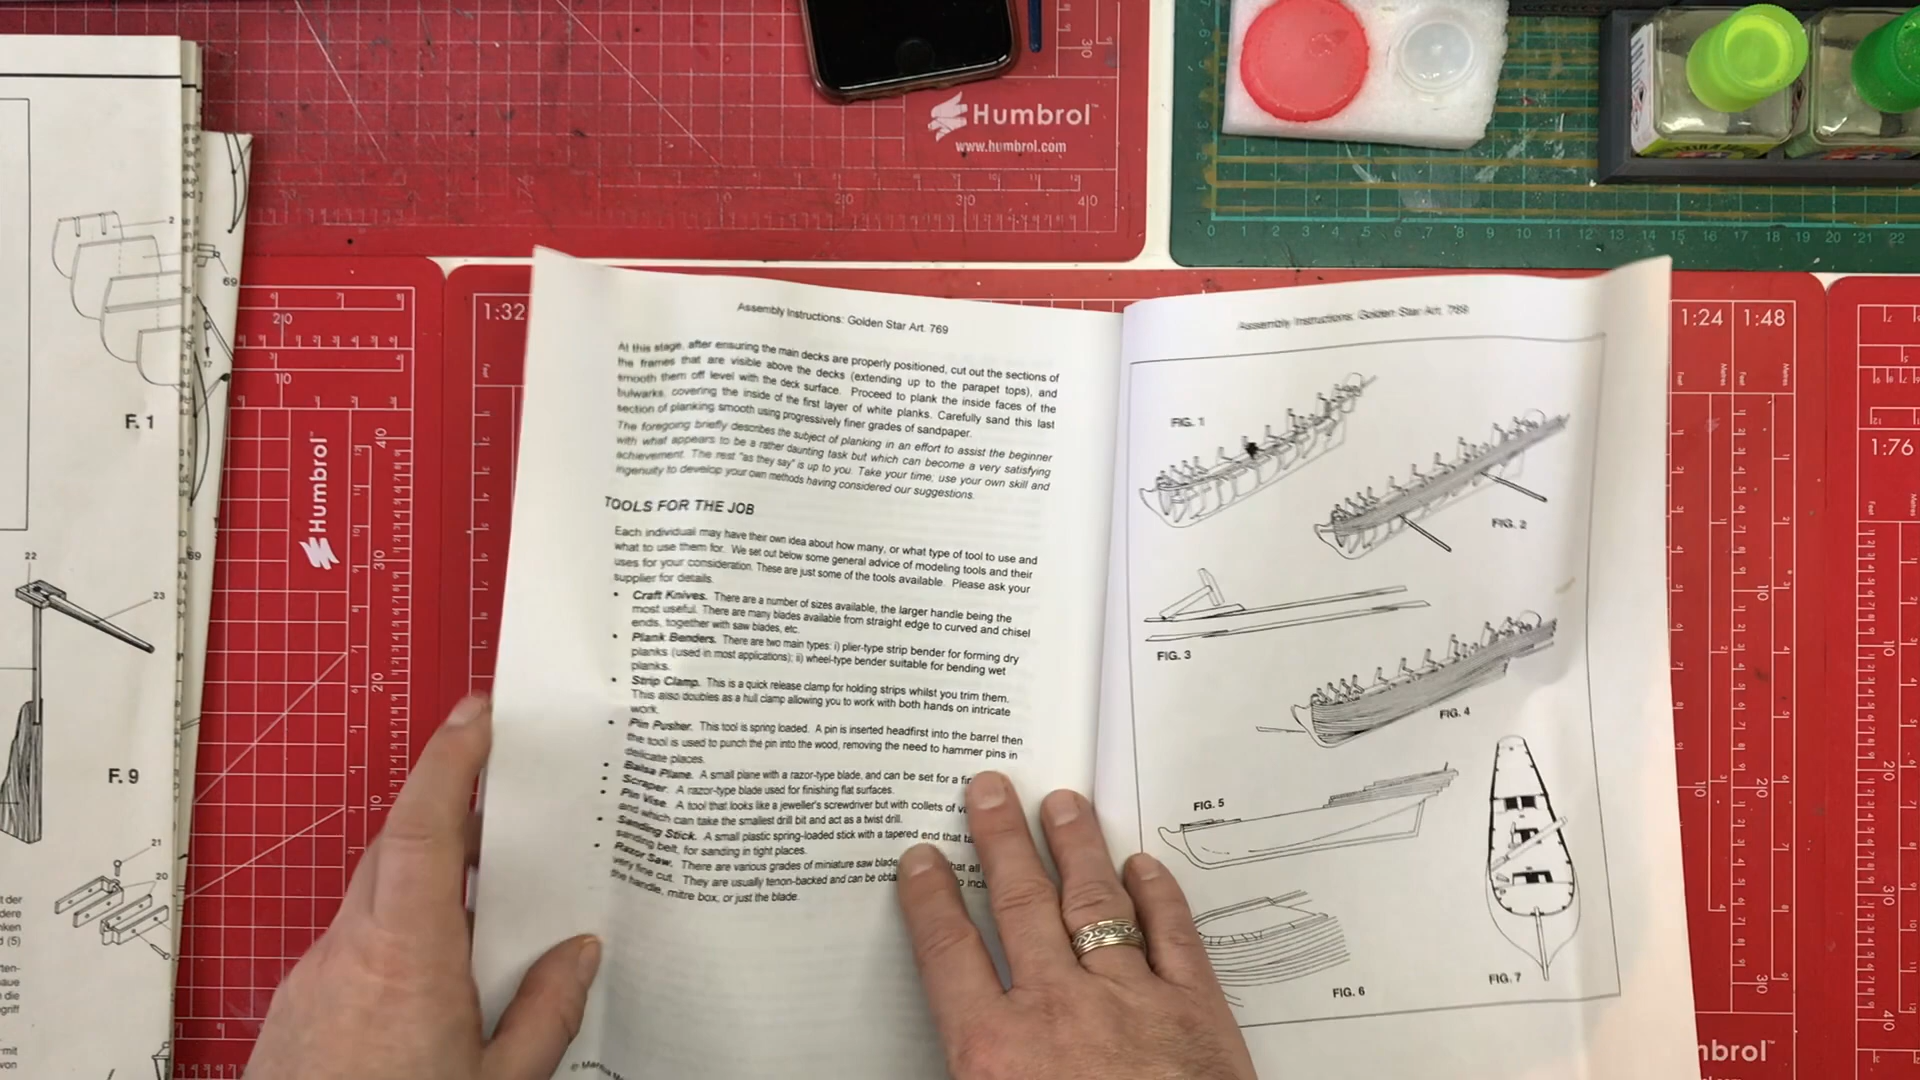 Humbrol™
www.humbrol.com
Assembly Instructions: Golden Star Art. 769
At this stage, after ensuring the main decks are properly positioned, cut out the sections of
the frames that are visible above the decks (extending up to the parapet tops), and
smooth them off level with the deck surface. Proceed to plank the inside faces of the
bulwarks, covering the inside of the first layer of white planks. Carefully sand this last
section of planking smooth using progressively finer grades of sandpaper.
The foregoing briefly describes the subject of planking in an effort to assist the beginner
with what appears to be a rather daunting task but which can become a very satisfying
achievement. The rest "as they say" is up to you. Take your time, use your own skill and
ingenuity to develop your own methods having considered our suggestions.
TOOLS FOR THE JOB
Each individual may have their own idea about how many, or what type of tool to use and
what to use them for. We set out below some general advice of modeling tools and their
uses for your consideration. These are just some of the tools available. Please ask your
supplier for details.
• Craft Knives. There are a number of sizes available, the larger handle being the
most useful. There are many blades available from straight edge to curved and chisel
ends, together with saw blades, etc.
• Plank Benders. There are two main types: i) plier-type strip bender for forming dry
planks (used in most applications); ii) wheel-type bender suitable for bending wet
planks.
• Strip Clamp. This is a quick release clamp for holding strips whilst you trim them.
This also doubles as a hull clamp allowing you to work with both hands on intricate
work.
• Pin Pusher. This tool is spring loaded. A pin is inserted headfirst into the barrel then
the tool is used to punch the pin into the wood, removing the need to hammer pins in
delicate places.
• Balsa Plane. A small plane with a razor-type blade, and can be set for a
• Scraper. A razor-type blade used for finishing flat surfaces.
• Pin Vise. A tool that looks like a jeweller's screwdriver but with collets of
and which can take the smallest drill bit and act as a twist drill.
• Sanding Stick. A small plastic spring-loaded stick with a tapered end that
sanding belt, for sanding in tight places.
• Razor Saw. There are various grades of miniature saw blade that all
very fine cut. They are usually tenon-backed and can be
the handle, mitre box, or just the blade.
Assembly Instructions: Golden Star Art. 769
FIG. 1
FIG. 2
FIG. 3
FIG. 4
FIG. 5
FIG. 6
FIG. 7
2
69
17
F. 1
22
23
59
F. 9
21
20
Humbrol™
1:32
1:24
1:48
1:76